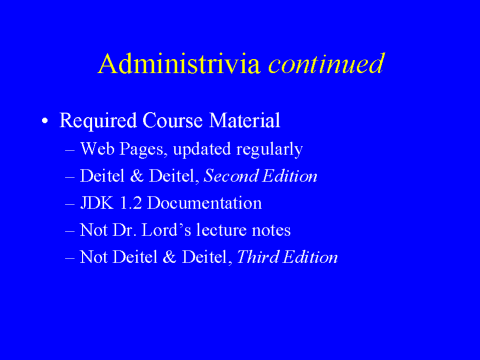 Administrivia continued
• Required Course Material
– Web Pages, updated regularly
– Deitel & Deitel, Second Edition
– JDK 1.2 Documentation
– Not Dr. Lord's lecture notes
– Not Deitel & Deitel, Third Edition